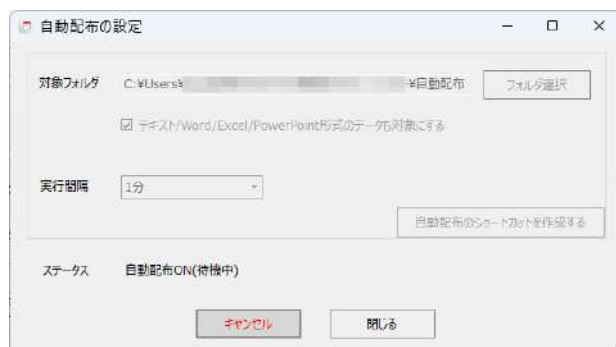 自動配布の設定
対象フォルダ C:¥Users¥ ¥自動配布 フォルダ選択
テキスト/Word/Excel/PowerPoint形式のデータも対象にする
実行間隔 1分
自動配布のショートカットを作成する
ステータス 自動配布ON(待機中)
キャンセル 閉じる